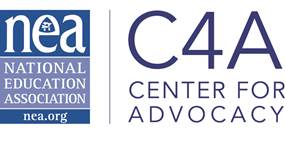 nea
NATIONAL
EDUCATION
ASSOCIATION
nea.org
C4A
CENTER FOR
ADVOCACY